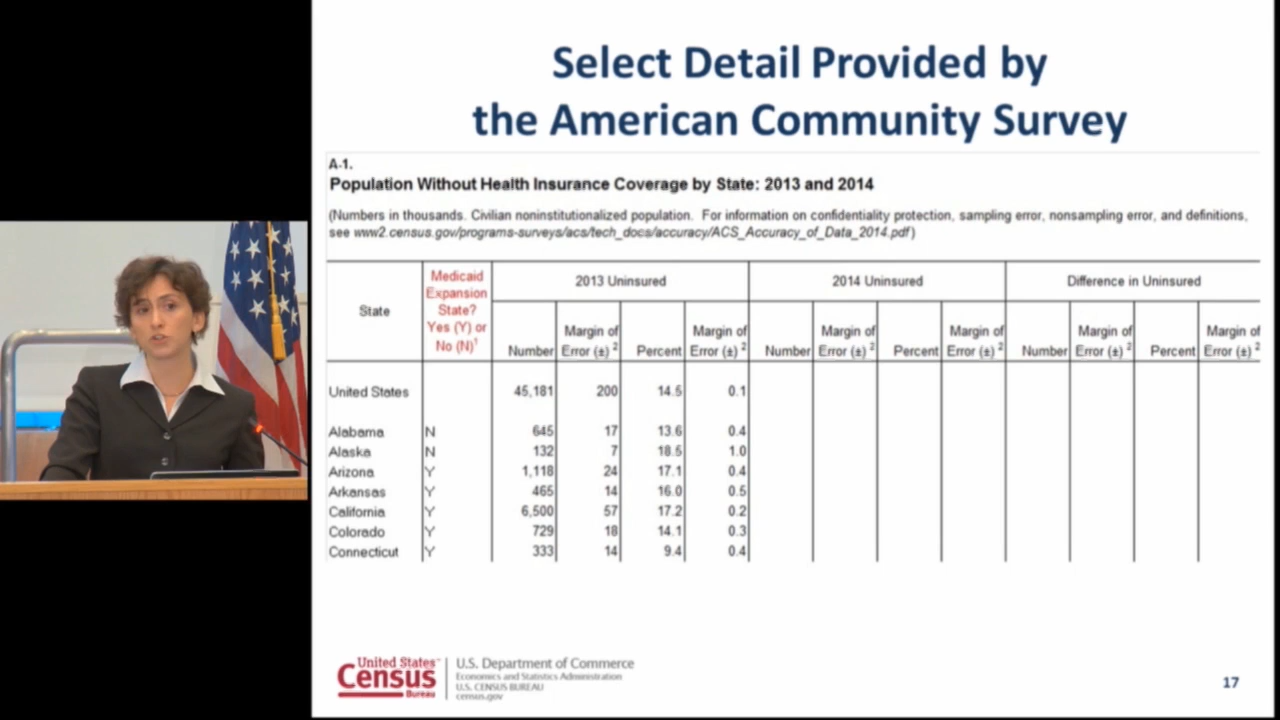 Select Detail Provided by
the American Community Survey
A-1.
Population Without Health Insurance Coverage by State: 2013 and 2014
(Numbers in thousands. Civilian noninstitutionalized population. For information on confidentiality protection, sampling error, nonsampling error, and definitions,
see www2.census.gov/programs-surveys/acs/tech_docs/accuracy/ACS_Accuracy_of_Data_2014.pdf)
State
Medicaid
Expansion
State?
Yes (Y) or
No (N)¹
2013 Uninsured
2014 Uninsured
Difference in Uninsured
Number
Margin of
Error (±) ²
Percent
Margin of
Error (±) ²
Number
Margin of
Error (±) ²
Percent
Margin of
Error (±) ²
Number
Margin of
Error (±) ²
Percent
Margin of
Error (±) ²
United States 45,181 200 14.5 0.1
Alabama N 645 17 13.6 0.4
Alaska N 132 7 18.5 1.0
Arizona Y 1,118 24 17.1 0.4
Arkansas Y 465 14 16.0 0.5
California Y 6,500 57 17.2 0.2
Colorado Y 729 18 14.1 0.3
Connecticut Y 333 14 9.4 0.4
United States™
Census
Bureau
U.S. Department of Commerce
Economics and Statistics Administration
U.S. CENSUS BUREAU
census.gov
17